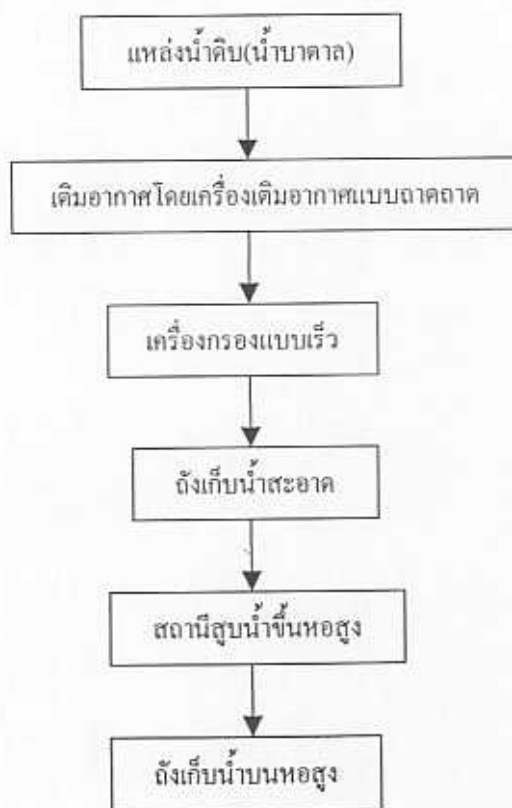 แหล่งน้ำดิบ(น้ำบาดาล)
เติมอากาศโดยเครื่องเติมอากาศแบบถาดถาด
เครื่องกรองแบบเร็ว
ถังเก็บน้ำสะอาด
สถานีสูบน้ำขึ้นหอสูง
ถังเก็บน้ำบนหอสูง